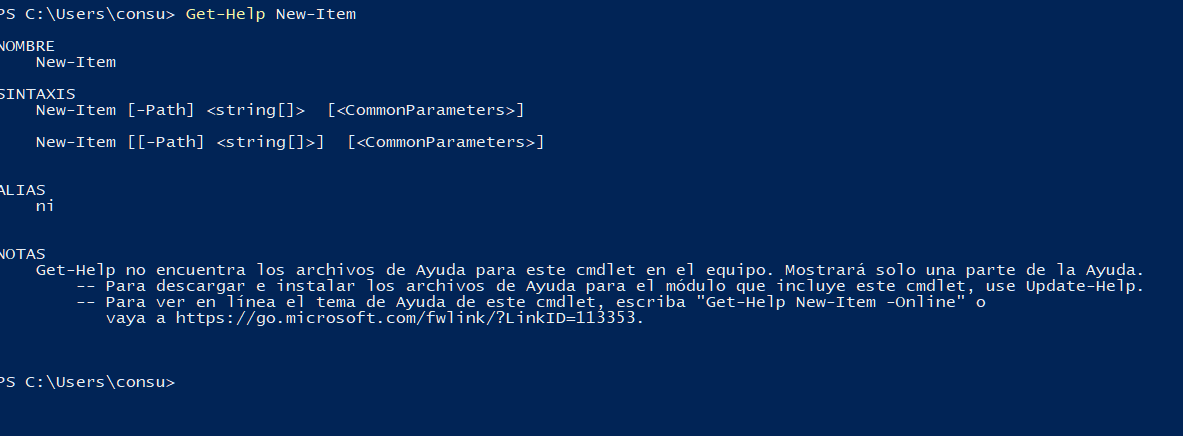 PS C:\Users\consu> Get-Help New-Item
NOMBRE
New-Item
SINTAXIS
New-Item [-Path] <string[]>  [<CommonParameters>]
New-Item [[-Path] <string[]>]  [<CommonParameters>]
ALIAS
ni
NOTAS
Get-Help no encuentra los archivos de Ayuda para este cmdlet en el equipo. Mostrará solo una parte de la Ayuda.
-- Para descargar e instalar los archivos de Ayuda para el módulo que incluye este cmdlet, use Update-Help.
-- Para ver en línea el tema de Ayuda de este cmdlet, escriba "Get-Help New-Item -Online" o
vaya a https://go.microsoft.com/fwlink/?LinkID=113353.
PS C:\Users\consu>